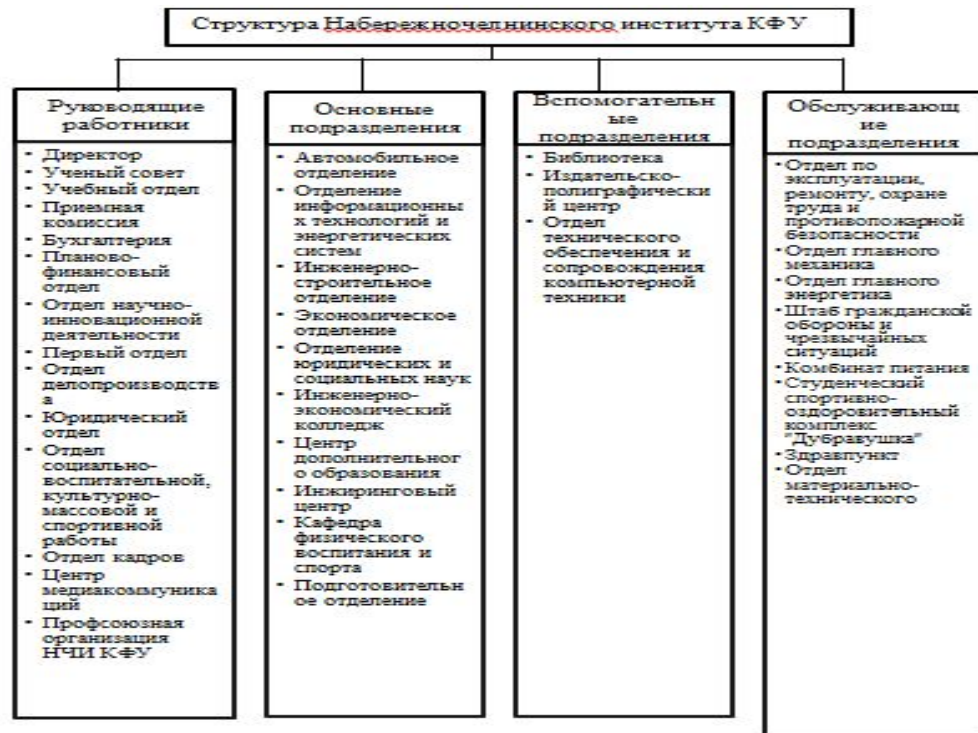 Структура Набережночелнинского института КФУ
Руководящие
работники
• Директор
• Ученый совет
• Учебный отдел
• Приемная
комиссия
• Бухгалтерия
• Планово-
финансовый
отдел
• Отдел научно-
инновационной
деятельности
• Первый отдел
• Отдел
делопроизводств
а
• Юридический
отдел
• Отдел
социально-
воспитательной,
культурно-
массовой и
спортивной
работы
• Отдел кадров
• Центр
медиакоммуника
ций
• Профсоюзная
организация
НЧИ КФУ
Основные
подразделения
• Автомобильное
отделение
• Отделение
информационны
х технологий и
энергетических
систем
• Инженерно-
строительное
отделение
• Экономическое
отделение
• Отделение
юридических и
социальных наук
• Инженерно-
экономический
колледж
• Центр
дополнительног
о образования
• Инжиринговый
центр
• Кафедра
физического
воспитания и
спорта
• Подготовительн
ое отделение
Вспомогательн
ые
подразделения
• Библиотека
• Издательско-
полиграфически
й центр
• Отдел
технического
обеспечения и
сопровождения
компьютерной
техники
Обслуживающ
ие
подразделения
• Отдел по
эксплуатации,
ремонту, охране
труда и
противопожарной
безопасности
• Отдел главного
механика
• Отдел главного
энергетика
• Штаб гражданской
обороны и
чрезвычайных
ситуаций
• Комбинат питания
• Студенческий
спортивно-
оздоровительный
комплекс
"Дубравушка"
• Здравпункт
• Отдел
материально-
технического